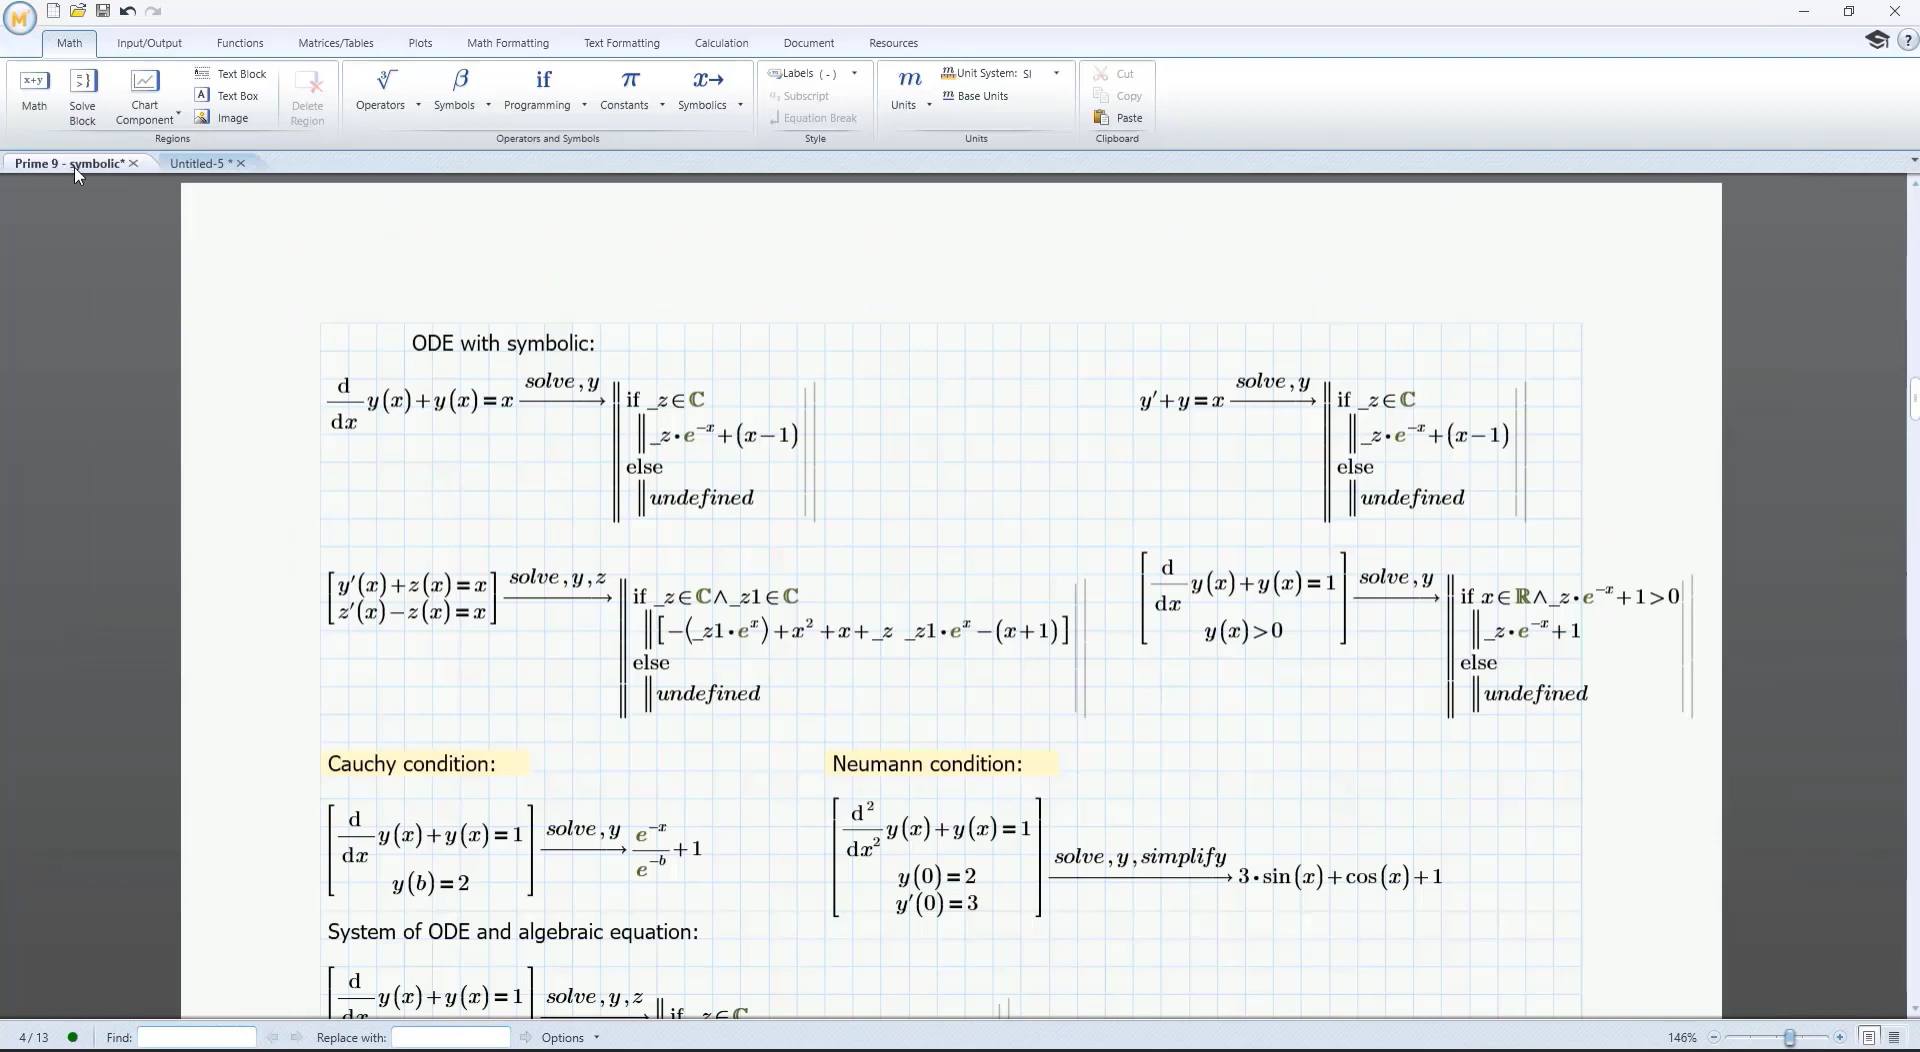 Math Input/Output Functions Matrices/Tables Plots Math Formatting Text Formatting Calculation Document Resources
x+y Math
Solve Block
Chart Component
Text Block
Text Box
Image
Delete Region
Regions
∛ Operators
β Symbols
if Programming
π Constants
x→ Symbolics
Operators and Symbols
Labels (-)
Subscript
Equation Break
Style
m Units
Unit System: SI
Base Units
Units
Cut
Copy
Paste
Clipboard
Prime 9 - symbolic* Untitled-5 *
ODE with symbolic:
d/dx y(x)+y(x)=x solve,y → if _z∈ℂ
_z·e^(-x)+(x-1)
else
undefined
y'+y=x solve,y → if _z∈ℂ
_z·e^(-x)+(x-1)
else
undefined
[y'(x)+z(x)=x
z'(x)-z(x)=x] solve,y,z → if _z∈ℂ∧_z1∈ℂ
[-(_z1·e^x)+x²+x+_z _z1·e^x-(x+1)]
else
undefined
[d/dx y(x)+y(x)=1
y(x)>0] solve,y → if x∈ℝ∧_z·e^(-x)+1>0
_z·e^(-x)+1
else
undefined
Cauchy condition:
[d/dx y(x)+y(x)=1
y(b)=2] solve,y → e^(-x)/e^(-b)+1
Neumann condition:
[d²/dx² y(x)+y(x)=1
y(0)=2
y'(0)=3] solve,y,simplify → 3·sin(x)+cos(x)+1
System of ODE and algebraic equation:
[d/dx y(x)+y(x)=1 solve,y,z → if _z∈ℂ
4 / 13 Find: Replace with: Options 146%